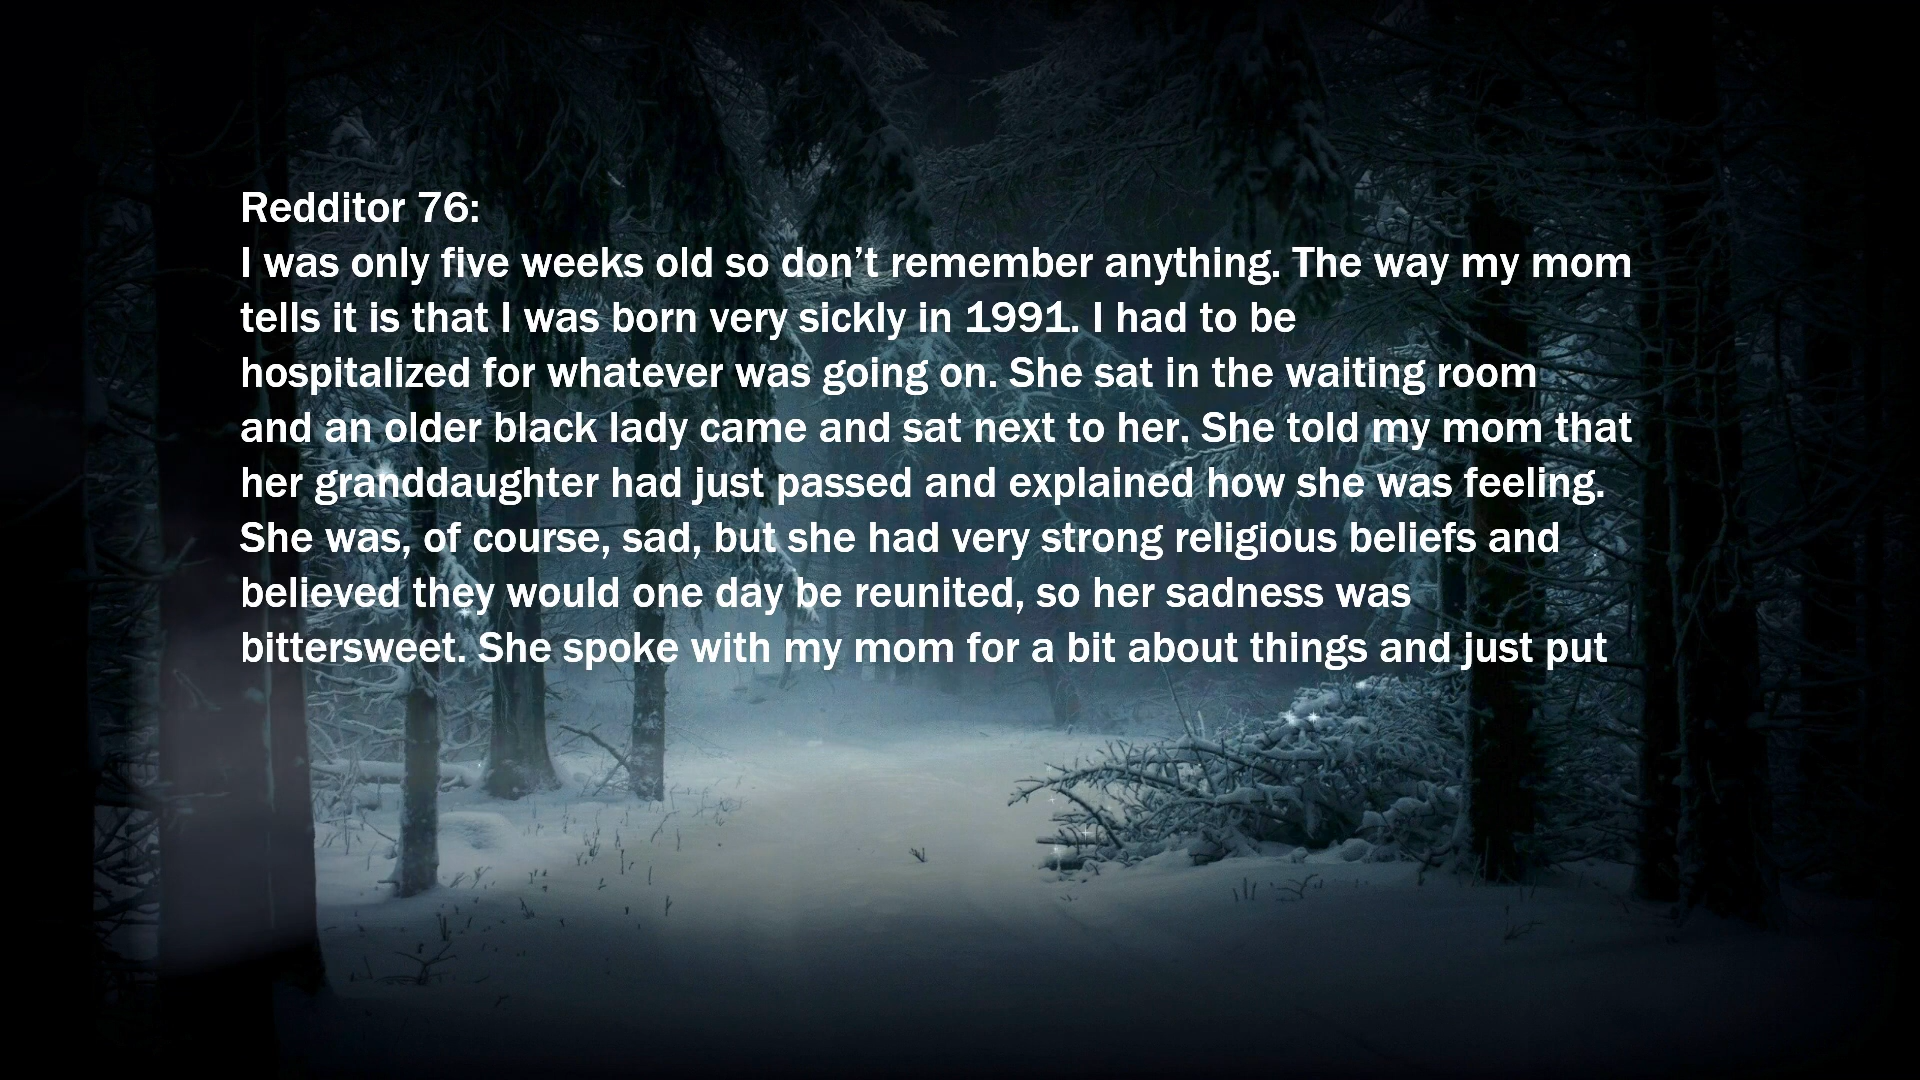 Redditor 76:
I was only five weeks old so don’t remember anything. The way my mom
tells it is that I was born very sickly in 1991. I had to be
hospitalized for whatever was going on. She sat in the waiting room
and an older black lady came and sat next to her. She told my mom that
her granddaughter had just passed and explained how she was feeling.
She was, of course, sad, but she had very strong religious beliefs and
believed they would one day be reunited, so her sadness was
bittersweet. She spoke with my mom for a bit about things and just put